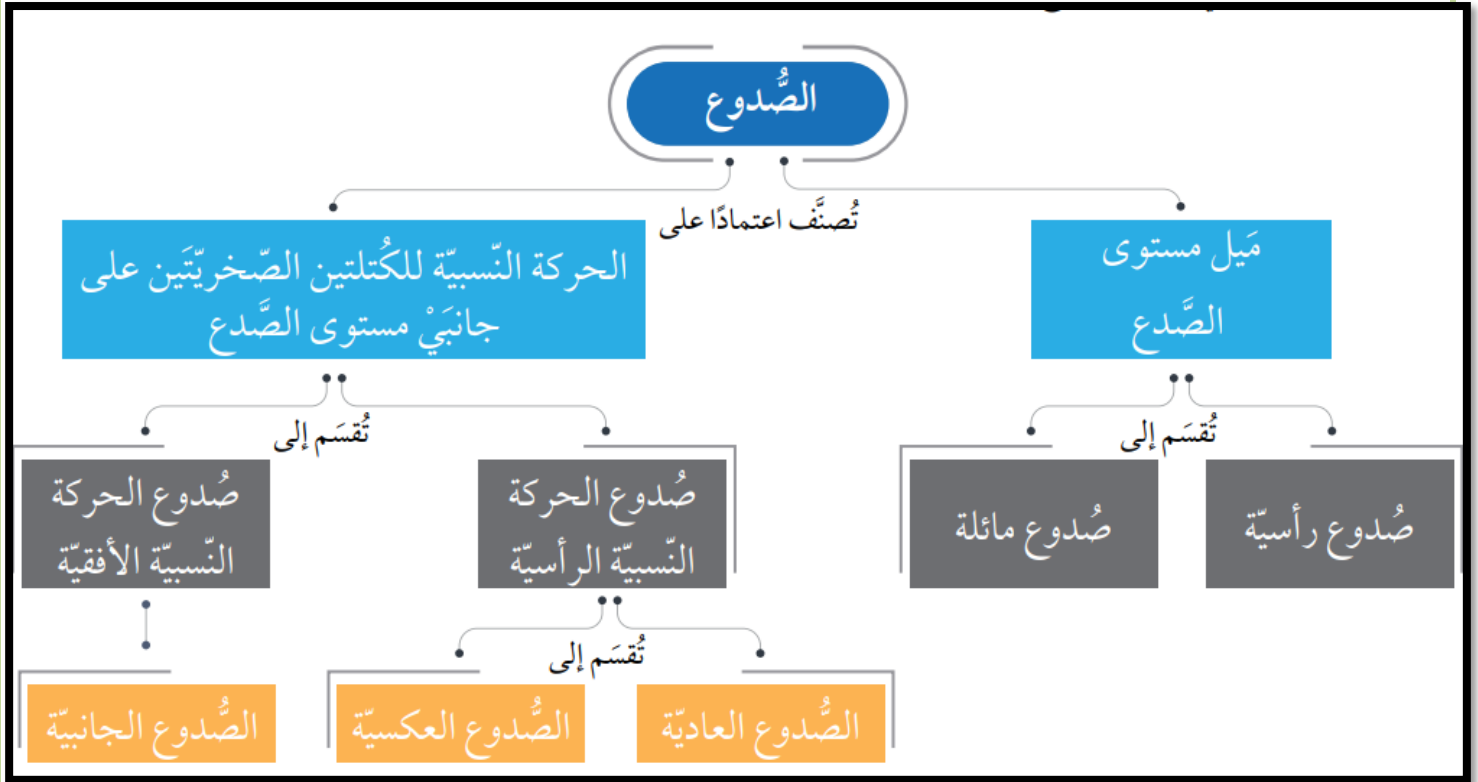 الصُّدوع
تُصنَّف اعتمادًا على
مَيل مستوى
الصَّدع
الحركة النّسبيّة للكُتلتين الصّخريّتَين على
جانبَيْ مستوى الصَّدع
تُقسَم إلى
تُقسَم إلى
صُدوع رأسيّة
صُدوع مائلة
صُدوع الحركة
النّسبيّة الرأسيّة
صُدوع الحركة
النّسبيّة الأفقيّة
تُقسَم إلى
الصُّدوع العاديّة
الصُّدوع العكسيّة
الصُّدوع الجانبيّة